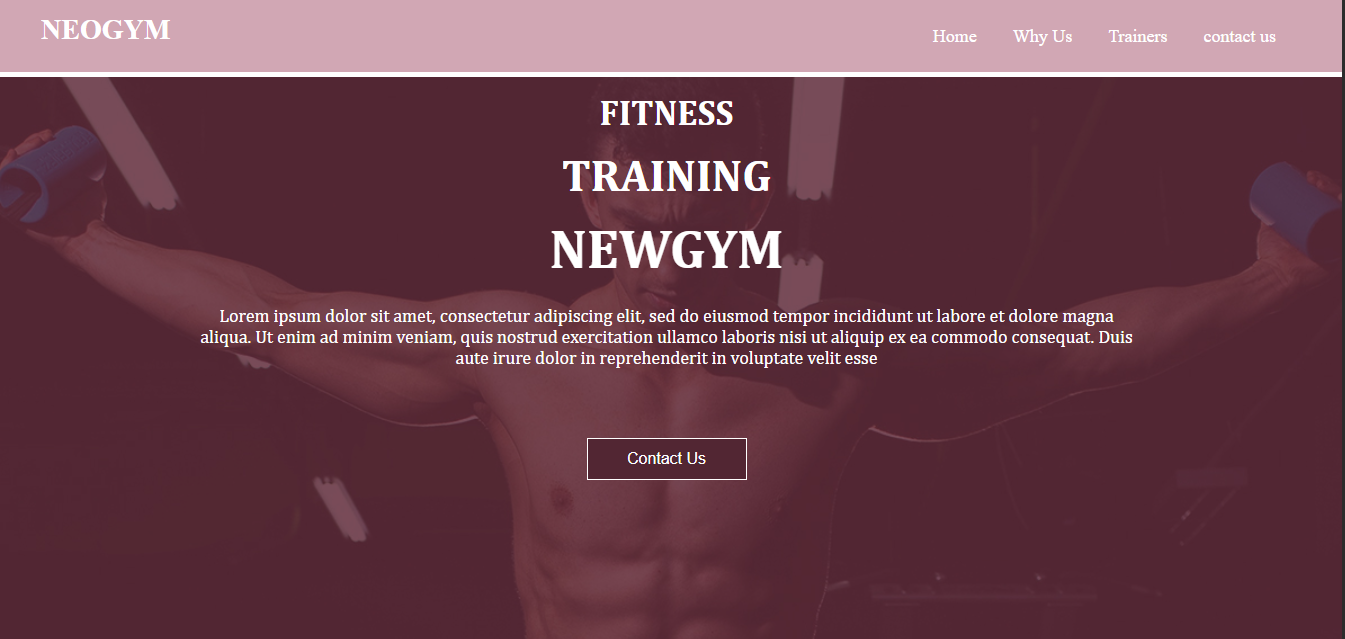 NEOGYM
Home Why Us Trainers contact us
FITNESS
TRAINING
NEWGYM
Lorem ipsum dolor sit amet, consectetur adipiscing elit, sed do eiusmod tempor incididunt ut labore et dolore magna
aliqua. Ut enim ad minim veniam, quis nostrud exercitation ullamco laboris nisi ut aliquip ex ea commodo consequat. Duis
aute irure dolor in reprehenderit in voluptate velit esse
Contact Us